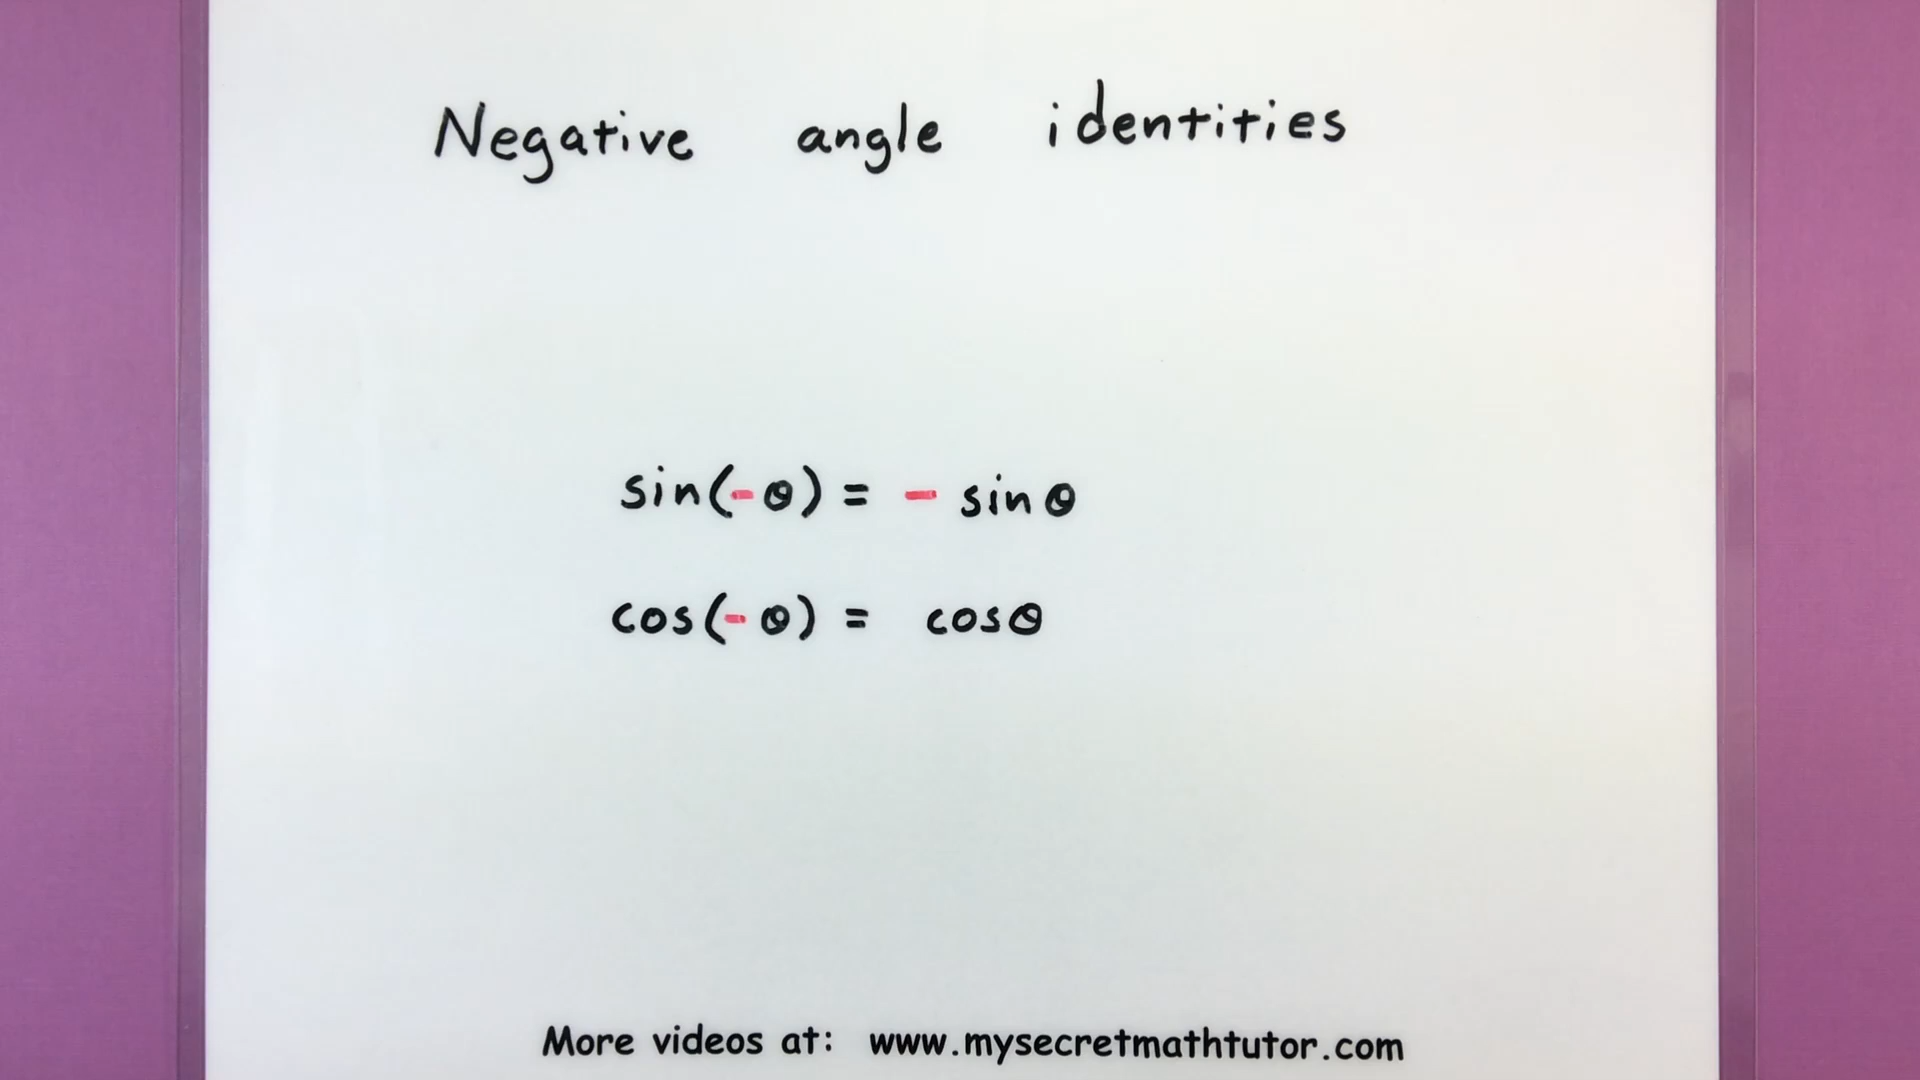 Negative angle identities
sin(-θ) = - sinθ
cos(-θ) = cosθ
More videos at: www.mysecretmathtutor.com